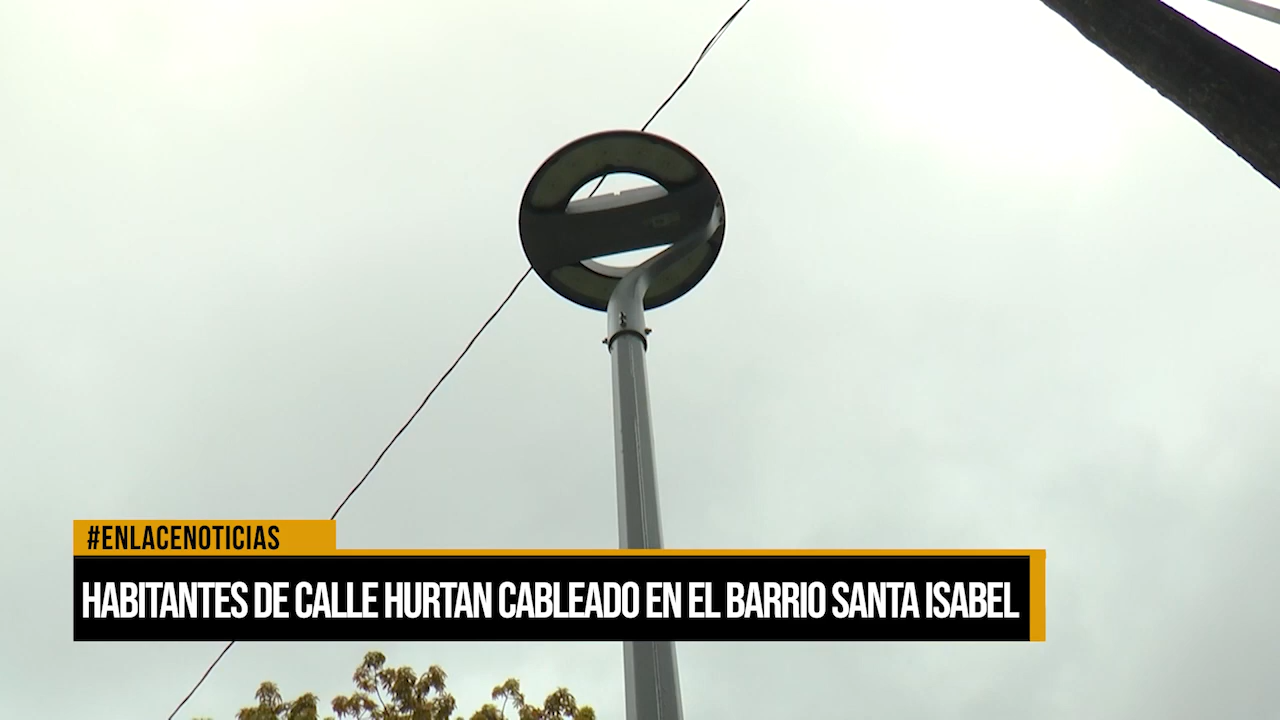 #ENLACENOTICIAS
HABITANTES DE CALLE HURTAN CABLEADO EN EL BARRIO SANTA ISABEL